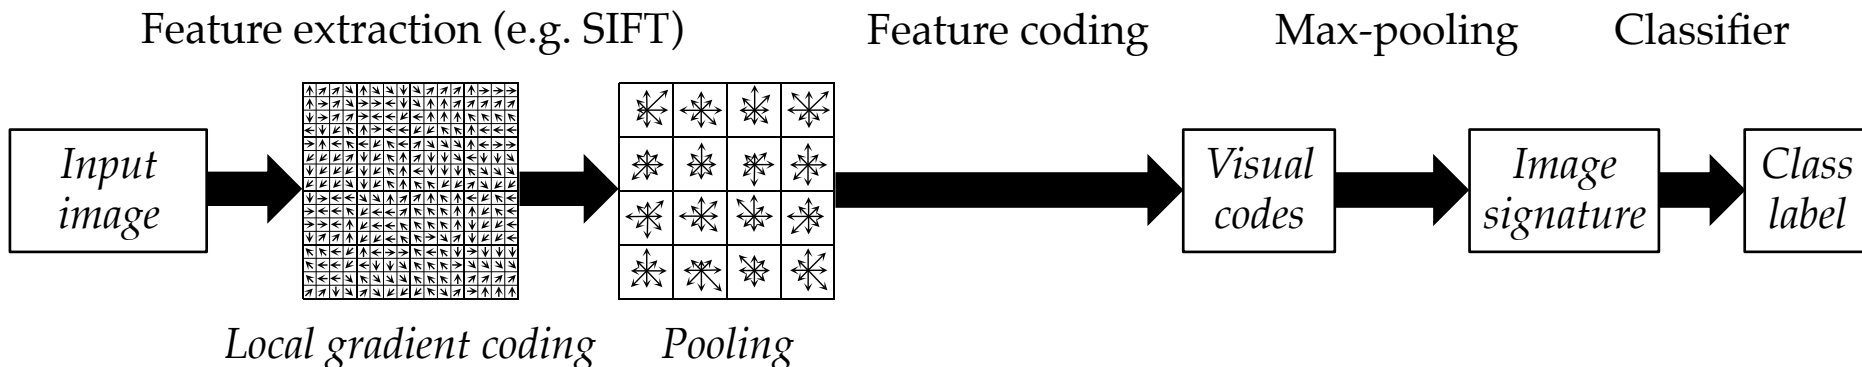 Feature extraction (e.g. SIFT)
Feature coding
Max-pooling
Classifier
Input
image
Visual
codes
Image
signature
Class
label
Local gradient coding
Pooling